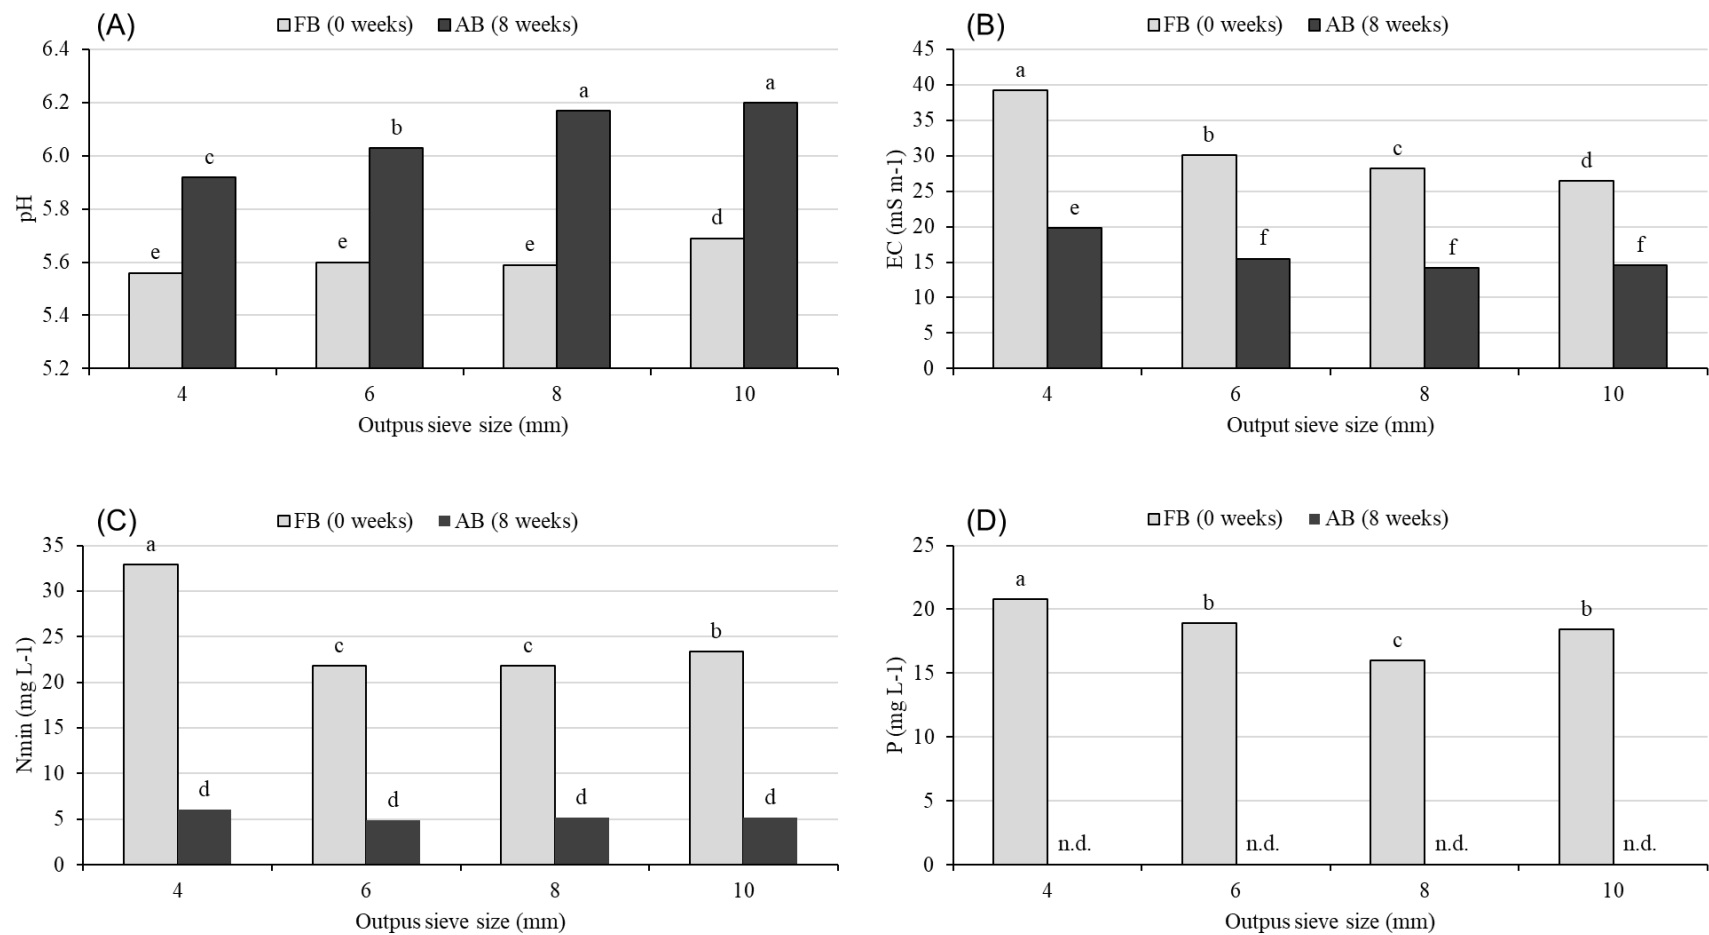 (A)
FB (0 weeks) AB (8 weeks)
6.4
6.2
6.0
5.8
5.6
5.4
5.2
pH
e c e b e a d a
4 6 8 10
Outpus sieve size (mm)
(B)
FB (0 weeks) AB (8 weeks)
45
40
35
30
25
20
15
10
5
0
EC (mS m-1)
a e b f c f d f
4 6 8 10
Output sieve size (mm)
(C)
FB (0 weeks) AB (8 weeks)
35
30
25
20
15
10
5
0
Nmin (mg L-1)
a d c d c d b d
4 6 8 10
Outpus sieve size (mm)
(D)
FB (0 weeks) AB (8 weeks)
25
20
15
10
5
0
P (mg L-1)
a n.d. b n.d. c n.d. b n.d.
4 6 8 10
Outpus sieve size (mm)